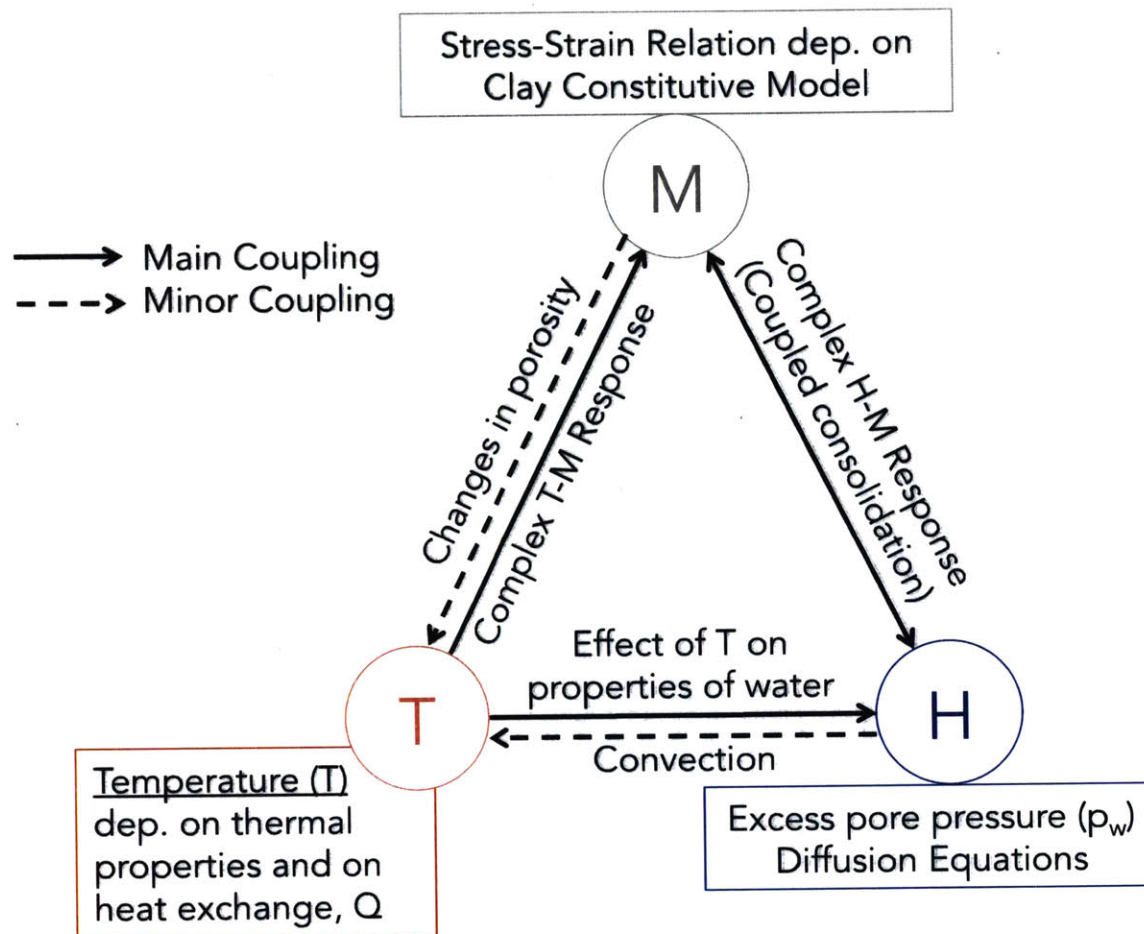 Stress-Strain Relation dep. on
Clay Constitutive Model
M
Main Coupling
Minor Coupling
Changes in porosity
Complex T-M Response
Complex H-M Response
(Coupled consolidation)
Effect of T on
properties of water
T
H
Convection
Temperature (T)
dep. on thermal
properties and on
heat exchange, Q
Excess pore pressure (pw)
Diffusion Equations